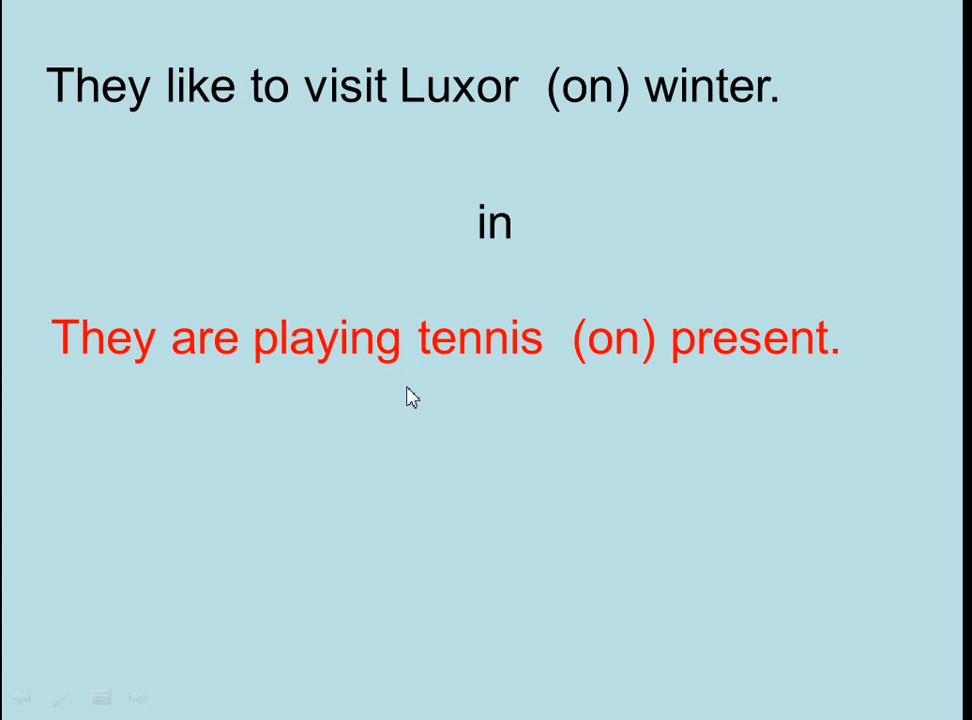 They like to visit Luxor (on) winter.
in
They are playing tennis (on) present.